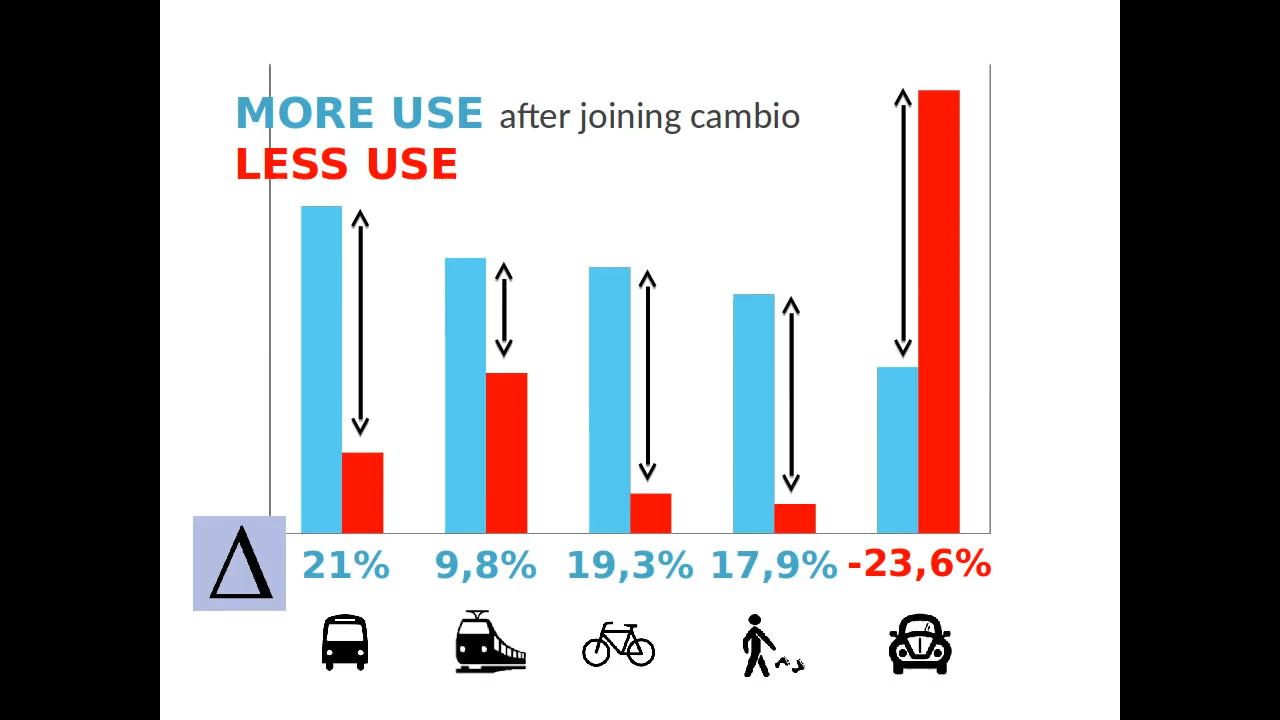 MORE USE after joining cambio
LESS USE
Δ 21% 9,8% 19,3% 17,9% -23,6%